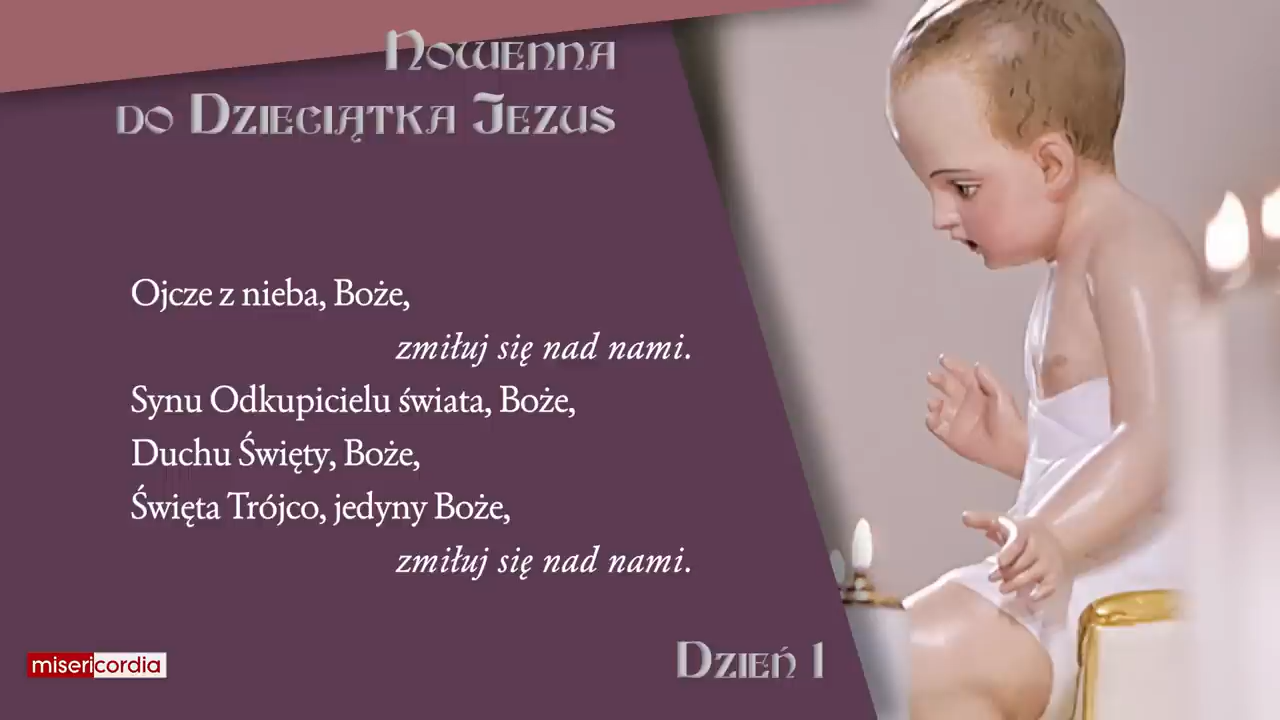 Nowenna
do Dzieciątka Jezus
Ojcze z nieba, Boże,
zmiłuj się nad nami.
Synu Odkupicielu świata, Boże,
Duchu Święty, Boże,
Święta Trójco, jedyny Boże,
zmiłuj się nad nami.
misericordia
Dzień 1